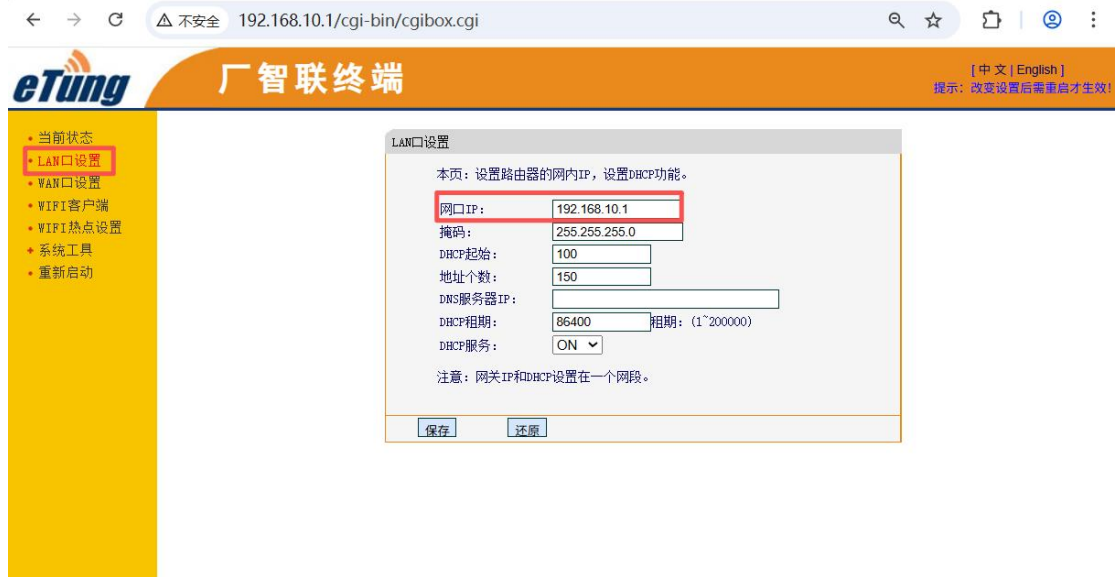 不安全 192.168.10.1/cgi-bin/cgibox.cgi
eTung
厂智联终端
[ 中 文 | English ]
提示: 改变设置后需重启才生效!
当前状态
LAN口设置
WAN口设置
WIFI客户端
WIFI热点设置
系统工具
重新启动
LAN口设置
本页: 设置路由器的网内IP, 设置DHCP功能。
网口IP: 192.168.10.1
掩码: 255.255.255.0
DHCP起始: 100
地址个数: 150
DNS服务器IP:
DHCP租期: 86400 租期: (1~200000)
DHCP服务: ON
注意: 网关IP和DHCP设置在一个网段。
保存 还原